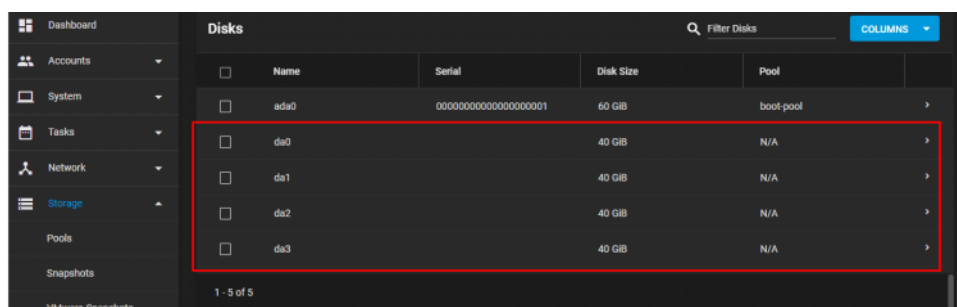 Dashboard
Accounts
System
Tasks
Network
Storage
Pools
Snapshots
VMware Snapshots
Disks
Filter Disks
COLUMNS
Name Serial Disk Size Pool
ada0 00000000000000000001 60 GiB boot-pool
da0 40 GiB N/A
da1 40 GiB N/A
da2 40 GiB N/A
da3 40 GiB N/A
1 - 5 of 5